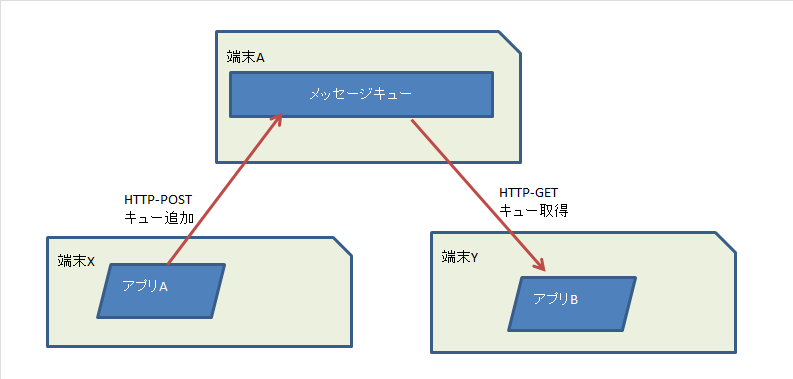 端末A
メッセージキュー
HTTP-POST
キュー追加
HTTP-GET
キュー取得
端末X
アプリA
端末Y
アプリB